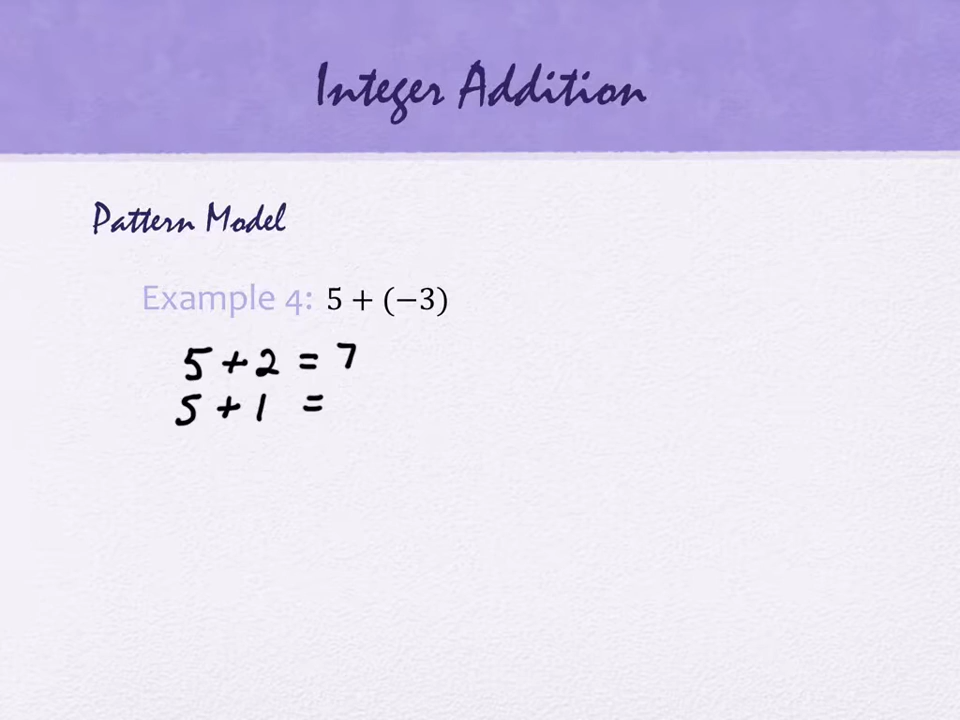 Integer Addition
Pattern Model
Example 4: 5 + (−3)
5 + 2 = 7
5 + 1 =